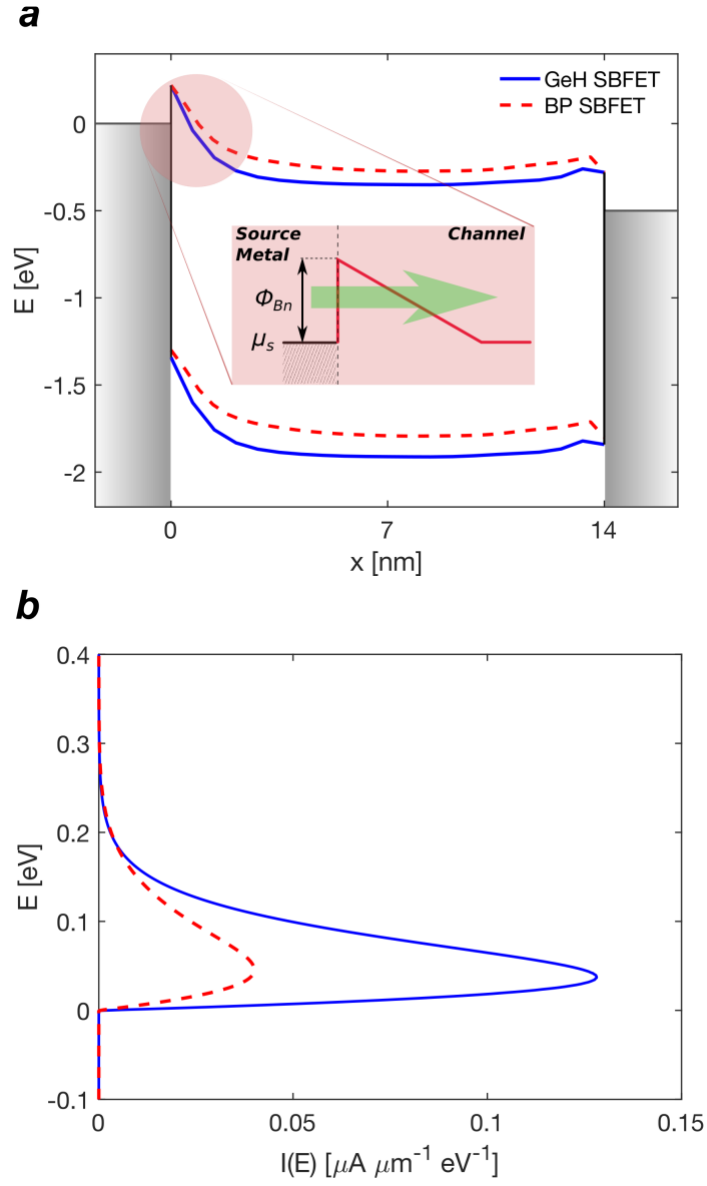 a
GeH SBFET
BP SBFET
0
-0.5
-1
-1.5
-2
E [eV]
Source Metal
Channel
Φ_Bn
μ_s
0
7
14
x [nm]
b
0.4
0.3
0.2
0.1
0
-0.1
E [eV]
0
0.05
0.1
0.15
I(E) [μA μm⁻¹ eV⁻¹]